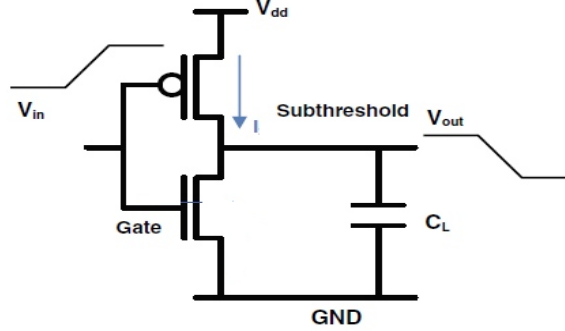 Vdd
Vin
I
Subthreshold
Vout
Gate
CL
GND